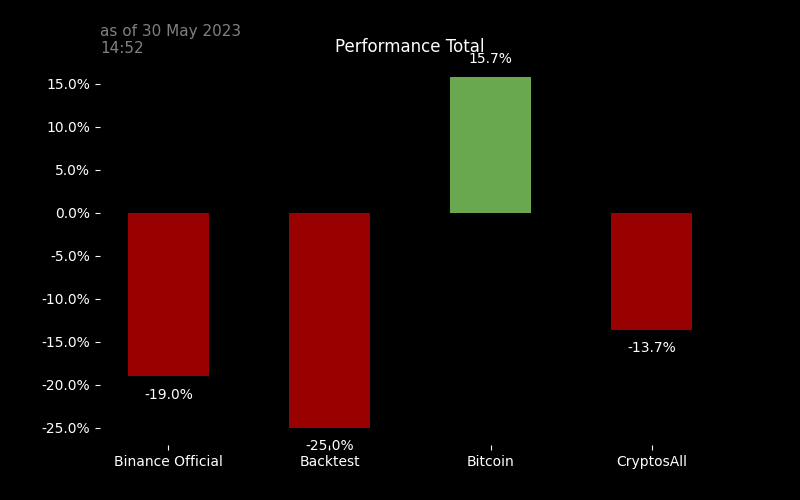 as of 30 May 2023
14:52
Performance Total
15.7%
15.0%
10.0%
5.0%
0.0%
-5.0%
-10.0%
-15.0%
-20.0%
-25.0%
-19.0%
-25.0%
-13.7%
Binance Official
Backtest
Bitcoin
CryptosAll